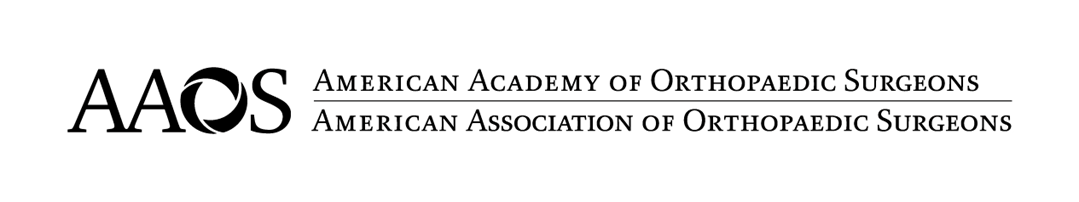 AAOS
American Academy of Orthopaedic Surgeons
American Association of Orthopaedic Surgeons